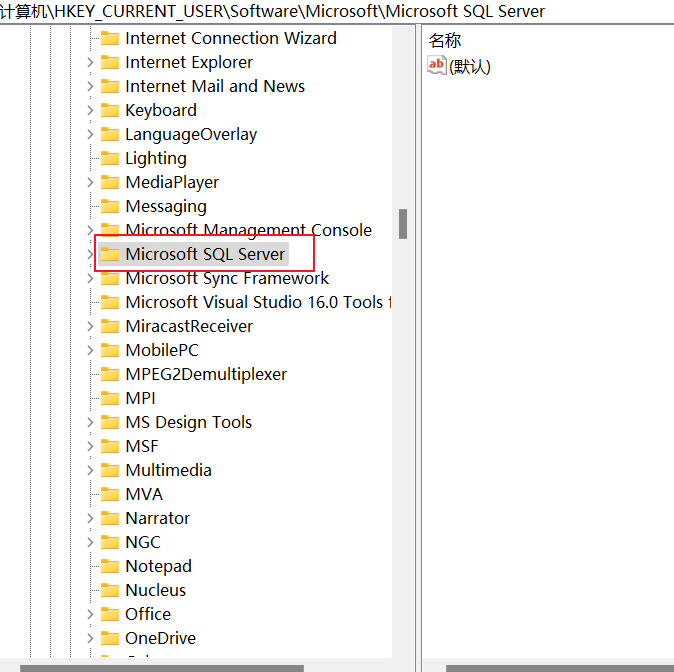 计算机\HKEY_CURRENT_USER\Software\Microsoft\Microsoft SQL Server
Internet Connection Wizard
Internet Explorer
Internet Mail and News
Keyboard
LanguageOverlay
Lighting
MediaPlayer
Messaging
Microsoft Management Console
Microsoft SQL Server
Microsoft Sync Framework
Microsoft Visual Studio 16.0 Tools f
MiracastReceiver
MobilePC
MPEG2Demultiplexer
MPI
MS Design Tools
MSF
Multimedia
MVA
Narrator
NGC
Notepad
Nucleus
Office
OneDrive
名称
ab (默认)